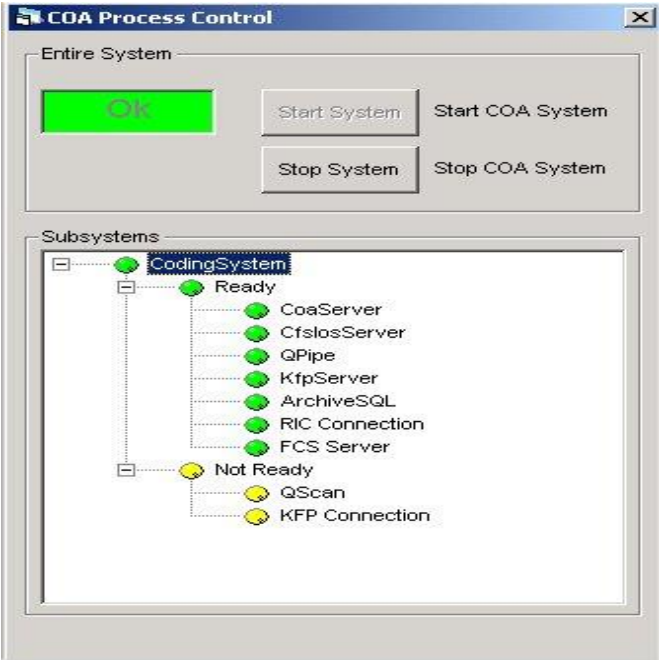 COA Process Control
Entire System
Ok
Start System Start COA System
Stop System Stop COA System
Subsystems
CodingSystem
Ready
CoaServer
CfslosServer
QPipe
KfpServer
ArchiveSQL
RIC Connection
FCS Server
Not Ready
QScan
KFP Connection